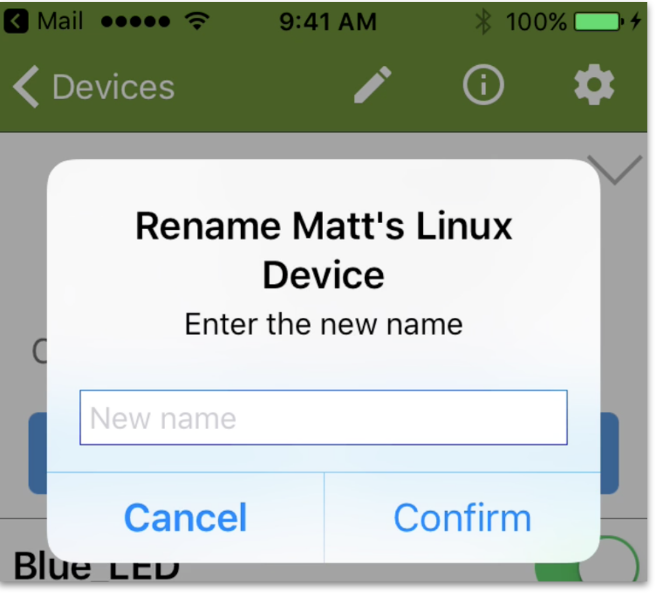 Mail 9:41 AM 100%
Devices
Rename Matt's Linux
Device
Enter the new name
New name
Cancel Confirm
Blue_LED